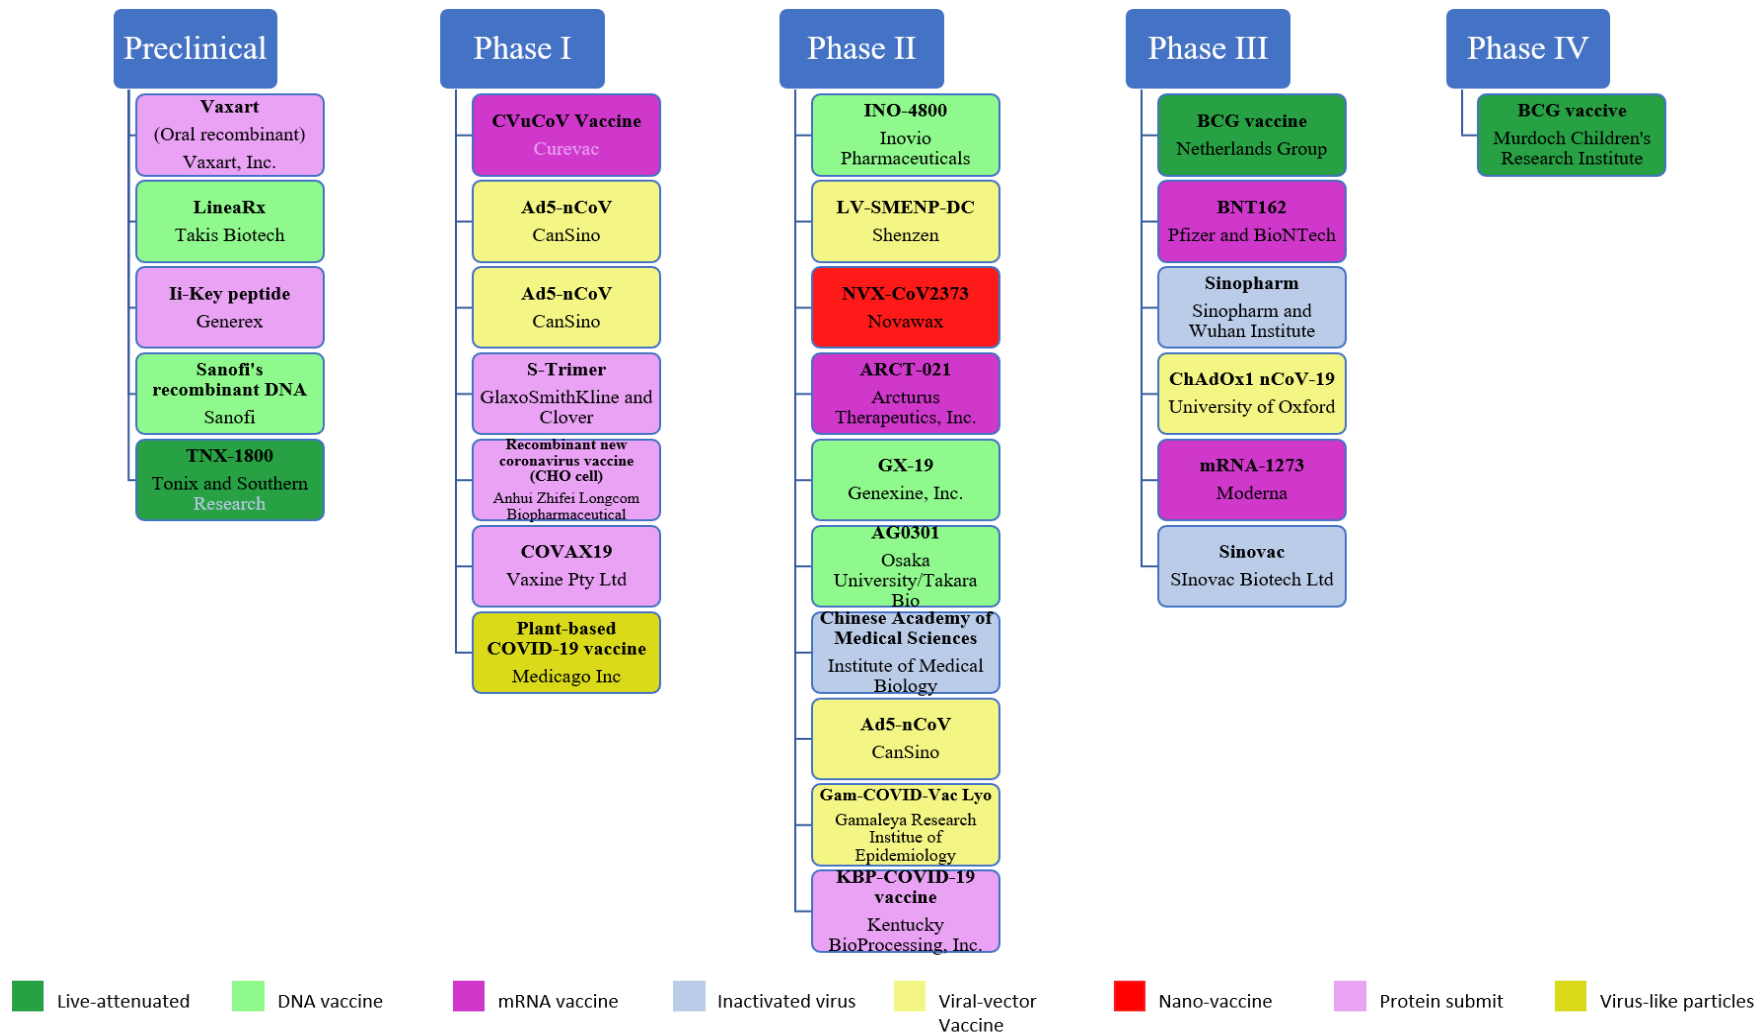 Preclinical
Vaxart
(Oral recombinant)
Vaxart, Inc.
LineaRx
Takis Biotech
Ii-Key peptide
Generex
Sanofi's
recombinant DNA
Sanofi
TNX-1800
Tonix and Southern
Research
Phase I
CVuCoV Vaccine
Curevac
Ad5-nCoV
CanSino
Ad5-nCoV
CanSino
S-Trimer
GlaxoSmithKline and
Clover
Recombinant new
coronavirus vaccine
(CHO cell)
Anhui Zhifei Longcom
Biopharmaceutical
COVAX19
Vaxine Pty Ltd
Plant-based
COVID-19 vaccine
Medicago Inc
Phase II
INO-4800
Inovio
Pharmaceuticals
LV-SMENP-DC
Shenzen
NVX-CoV2373
Novawax
ARCT-021
Arcturus
Therapeutics, Inc.
GX-19
Genexine, Inc.
AG0301
Osaka
University/Takara
Bio
Chinese Academy of
Medical Sciences
Institute of Medical
Biology
Ad5-nCoV
CanSino
Gam-COVID-Vac Lyo
Gamaleya Research
Institue of
Epidemiology
KBP-COVID-19
vaccine
Kentucky
BioProcessing, Inc.
Phase III
BCG vaccine
Netherlands Group
BNT162
Pfizer and BioNTech
Sinopharm
Sinopharm and
Wuhan Institute
ChAdOx1 nCoV-19
University of Oxford
mRNA-1273
Moderna
Sinovac
SInovac Biotech Ltd
Phase IV
BCG vaccive
Murdoch Children's
Research Institute
Live-attenuated
DNA vaccine
mRNA vaccine
Inactivated virus
Viral-vector
Vaccine
Nano-vaccine
Protein submit
Virus-like particles